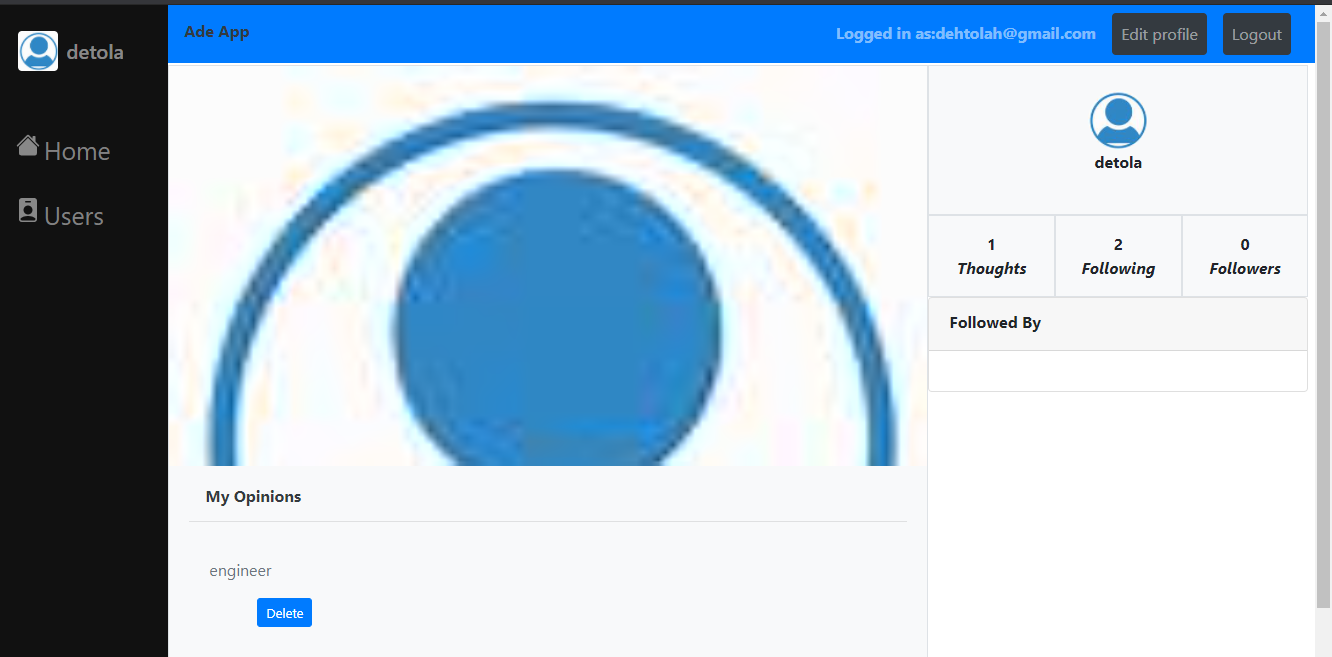 detola
Home
Users
Ade App
Logged in as:dehtolah@gmail.com
Edit profile
Logout
detola
1
Thoughts
2
Following
0
Followers
Followed By
My Opinions
engineer
Delete